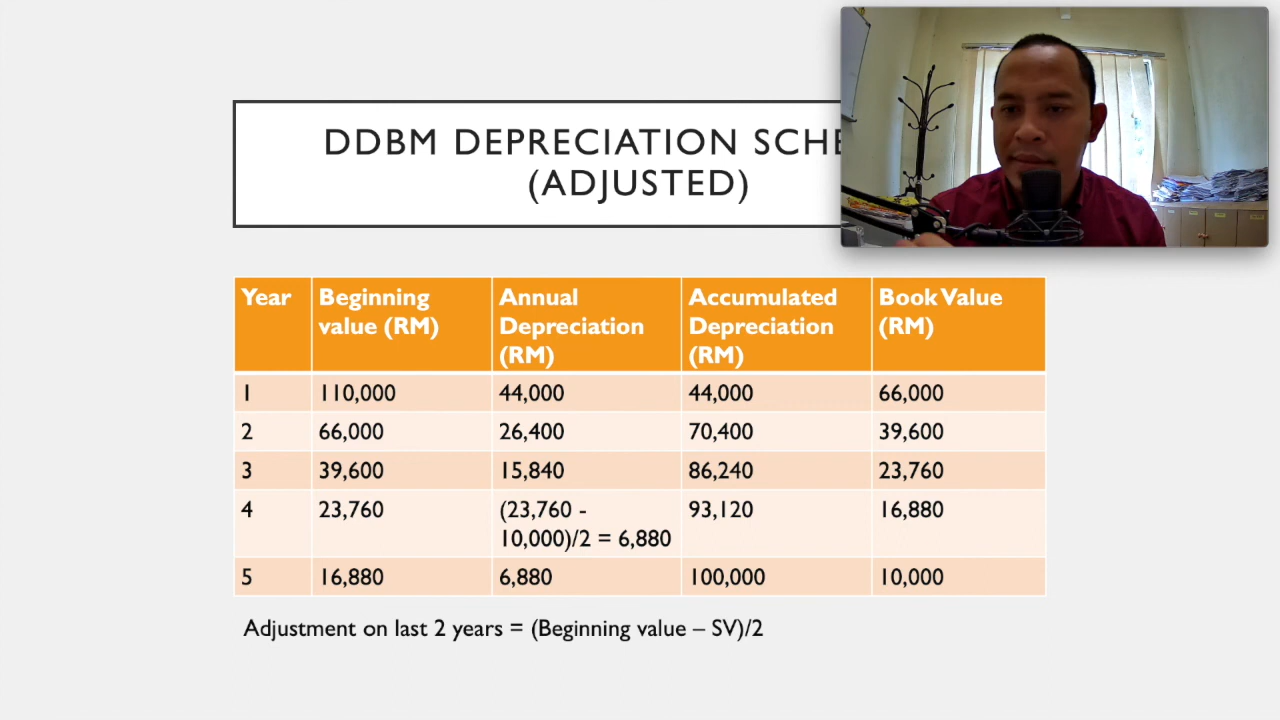 DDBM DEPRECIATION
(ADJUSTED)
Year Beginning value (RM) Annual Depreciation (RM) Accumulated Depreciation (RM) Book Value (RM)
1 110,000 44,000 44,000 66,000
2 66,000 26,400 70,400 39,600
3 39,600 15,840 86,240 23,760
4 23,760 (23,760 - 10,000)/2 = 6,880 93,120 16,880
5 16,880 6,880 100,000 10,000
Adjustment on last 2 years = (Beginning value – SV)/2